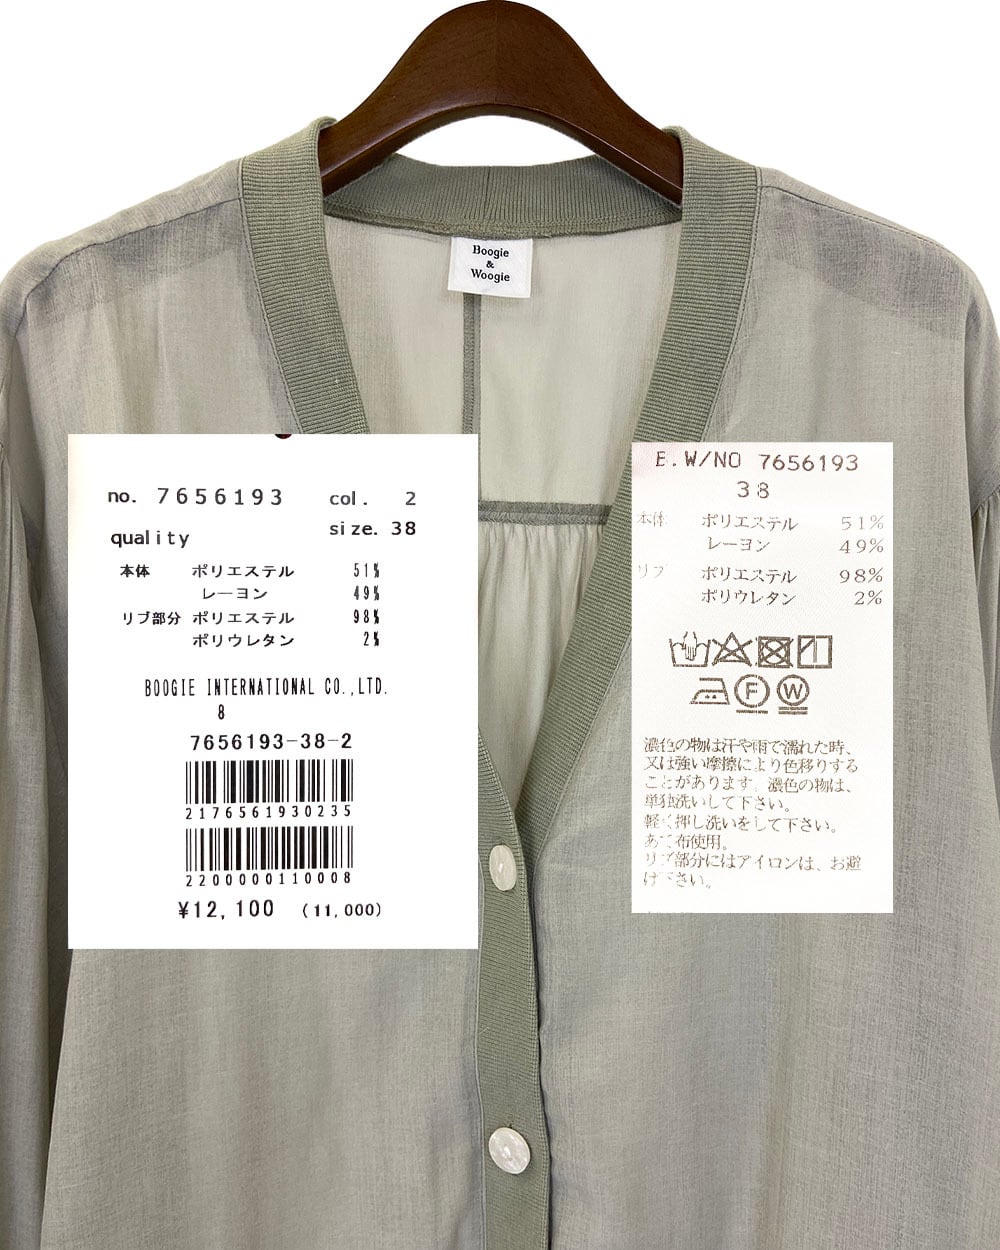 Boogie
&
Woogie
no. 7656193 col. 2
quality size. 38
本体 ポリエステル 51%
レーヨン 49%
リブ部分 ポリエステル 98%
ポリウレタン 2%
BOOGIE INTERNATIONAL CO.,LTD.
8
7656193-38-2
2176561930235
2200000110008
¥12,100 (11,000)
B.W/NO 7656193
38
本体 ポリエステル 51%
レーヨン 49%
リブ ポリエステル 98%
ポリウレタン 2%
F W
濃色の物は汗や雨で濡れた時、
又は強い摩擦により色移りする
ことがあります。濃色の物は、
単独洗いして下さい。
軽く押し洗いをして下さい。
あて布使用。
リブ部分にはアイロンは、お避
け下さい。